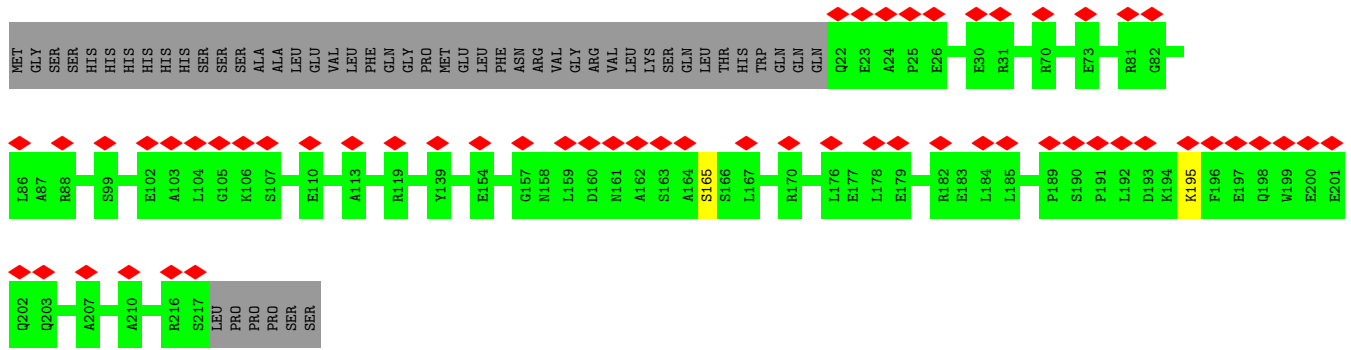 MET GLY SER SER HIS HIS HIS HIS HIS HIS SER SER SER ALA ALA LEU GLU VAL LEU PHE GLN GLY PRO MET GLU LEU PHE ASN ARG VAL GLY ARG VAL LEU LYS SER GLN LEU THR HIS TRP GLN GLN GLN Q22 E23 A24 P25 E26 E30 R31 R70 E73 R81 G82
L86 A87 R88 S99 E102 A103 L104 G105 K106 S107 E110 A113 R119 Y139 E154 G157 N158 L159 D160 N161 A162 S163 A164 S165 S166 L167 R170 L176 E177 L178 E179 R182 E183 L184 L185 P189 S190 P191 L192 D193 K194 K195 F196 E197 Q198 W199 E200 E201
Q202 Q203 A207 A210 R216 S217 LEU PRO PRO PRO SER SER